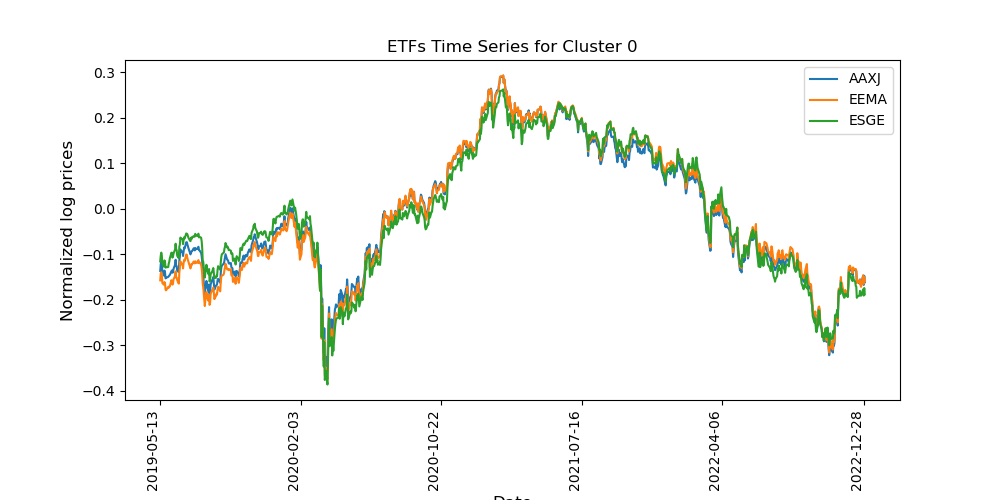 ETFs Time Series for Cluster 0
Normalized log prices
0.3
0.2
0.1
0.0
−0.1
−0.2
−0.3
−0.4
AAXJ
EEMA
ESGE
2019-05-13
2020-02-03
2020-10-22
2021-07-16
2022-04-06
2022-12-28
Date